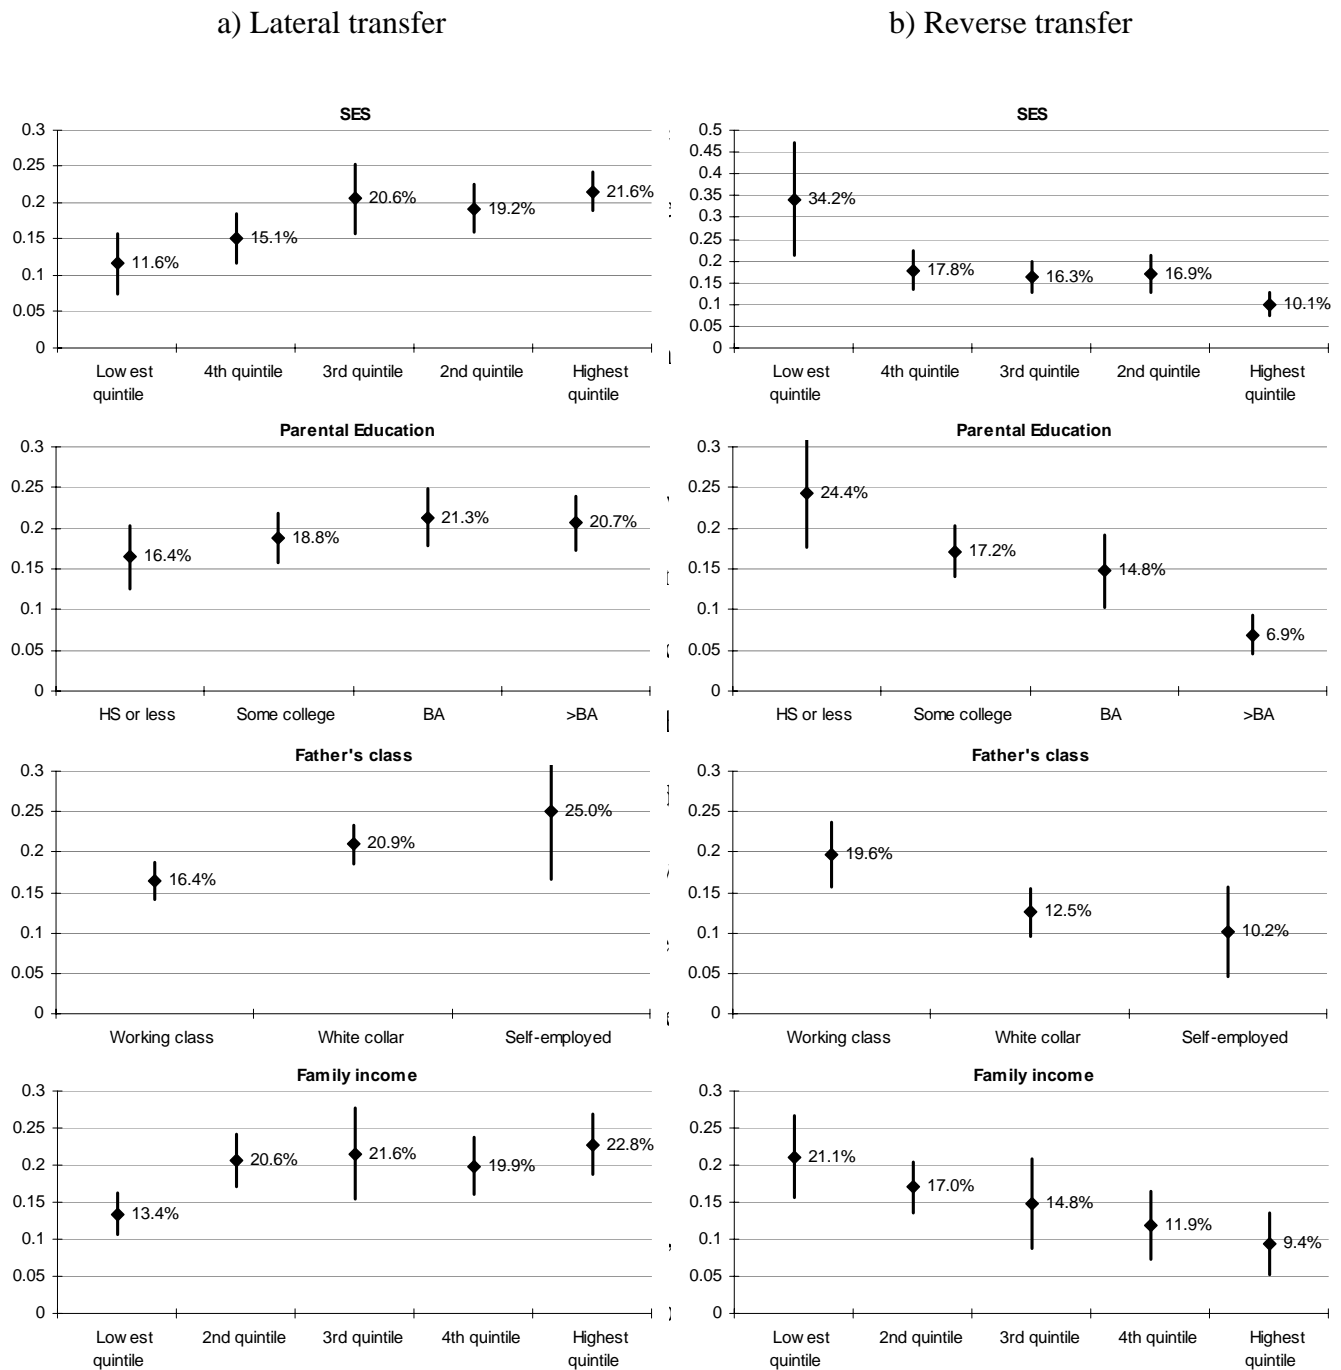 a) Lateral transfer
b) Reverse transfer
SES
0.3
0.25
0.2
0.15
0.1
0.05
0
11.6%
15.1%
20.6%
19.2%
21.6%
Low est quintile
4th quintile
3rd quintile
2nd quintile
Highest quintile
SES
0.5
0.45
0.4
0.35
0.3
0.25
0.2
0.15
0.1
0.05
0
34.2%
17.8%
16.3%
16.9%
10.1%
Low est quintile
4th quintile
3rd quintile
2nd quintile
Highest quintile
Parental Education
0.3
0.25
0.2
0.15
0.1
0.05
0
16.4%
18.8%
21.3%
20.7%
HS or less
Some college
BA
>BA
Parental Education
0.3
0.25
0.2
0.15
0.1
0.05
0
24.4%
17.2%
14.8%
6.9%
HS or less
Some college
BA
>BA
Father's class
0.3
0.25
0.2
0.15
0.1
0.05
0
16.4%
20.9%
25.0%
Working class
White collar
Self-employed
Father's class
0.3
0.25
0.2
0.15
0.1
0.05
0
19.6%
12.5%
10.2%
Working class
White collar
Self-employed
Family income
0.3
0.25
0.2
0.15
0.1
0.05
0
13.4%
20.6%
21.6%
19.9%
22.8%
Low est quintile
2nd quintile
3rd quintile
4th quintile
Highest quintile
Family income
0.3
0.25
0.2
0.15
0.1
0.05
0
21.1%
17.0%
14.8%
11.9%
9.4%
Low est quintile
2nd quintile
3rd quintile
4th quintile
Highest quintile